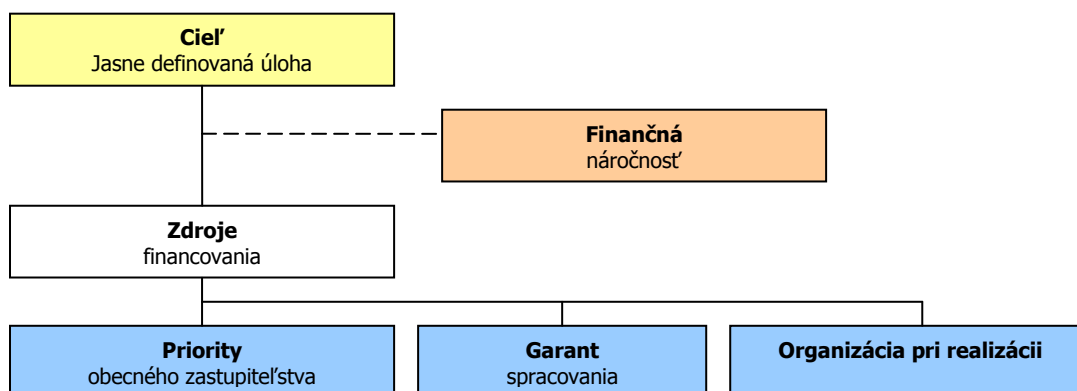 Cieľ
Jasne definovaná úloha
Finančná
náročnosť
Zdroje
financovania
Priority
obecného zastupiteľstva
Garant
spracovania
Organizácia pri realizácii